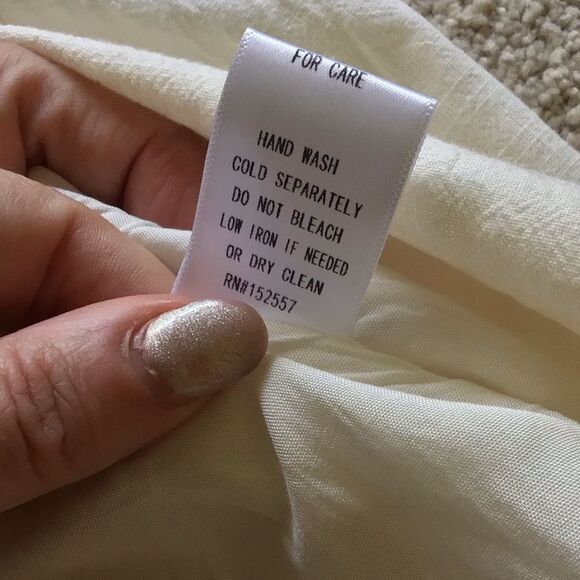 FOR CARE
HAND WASH
COLD SEPARATELY
DO NOT BLEACH
LOW IRON IF NEEDED
OR DRY CLEAN
RN#152557